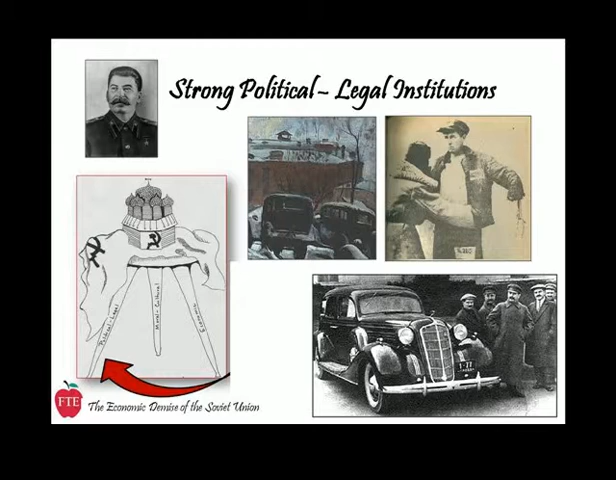 Strong Political - Legal Institutions
Political-Legal
Moral-Cultural
Economic
FTE
The Economic Demise of the Soviet Union